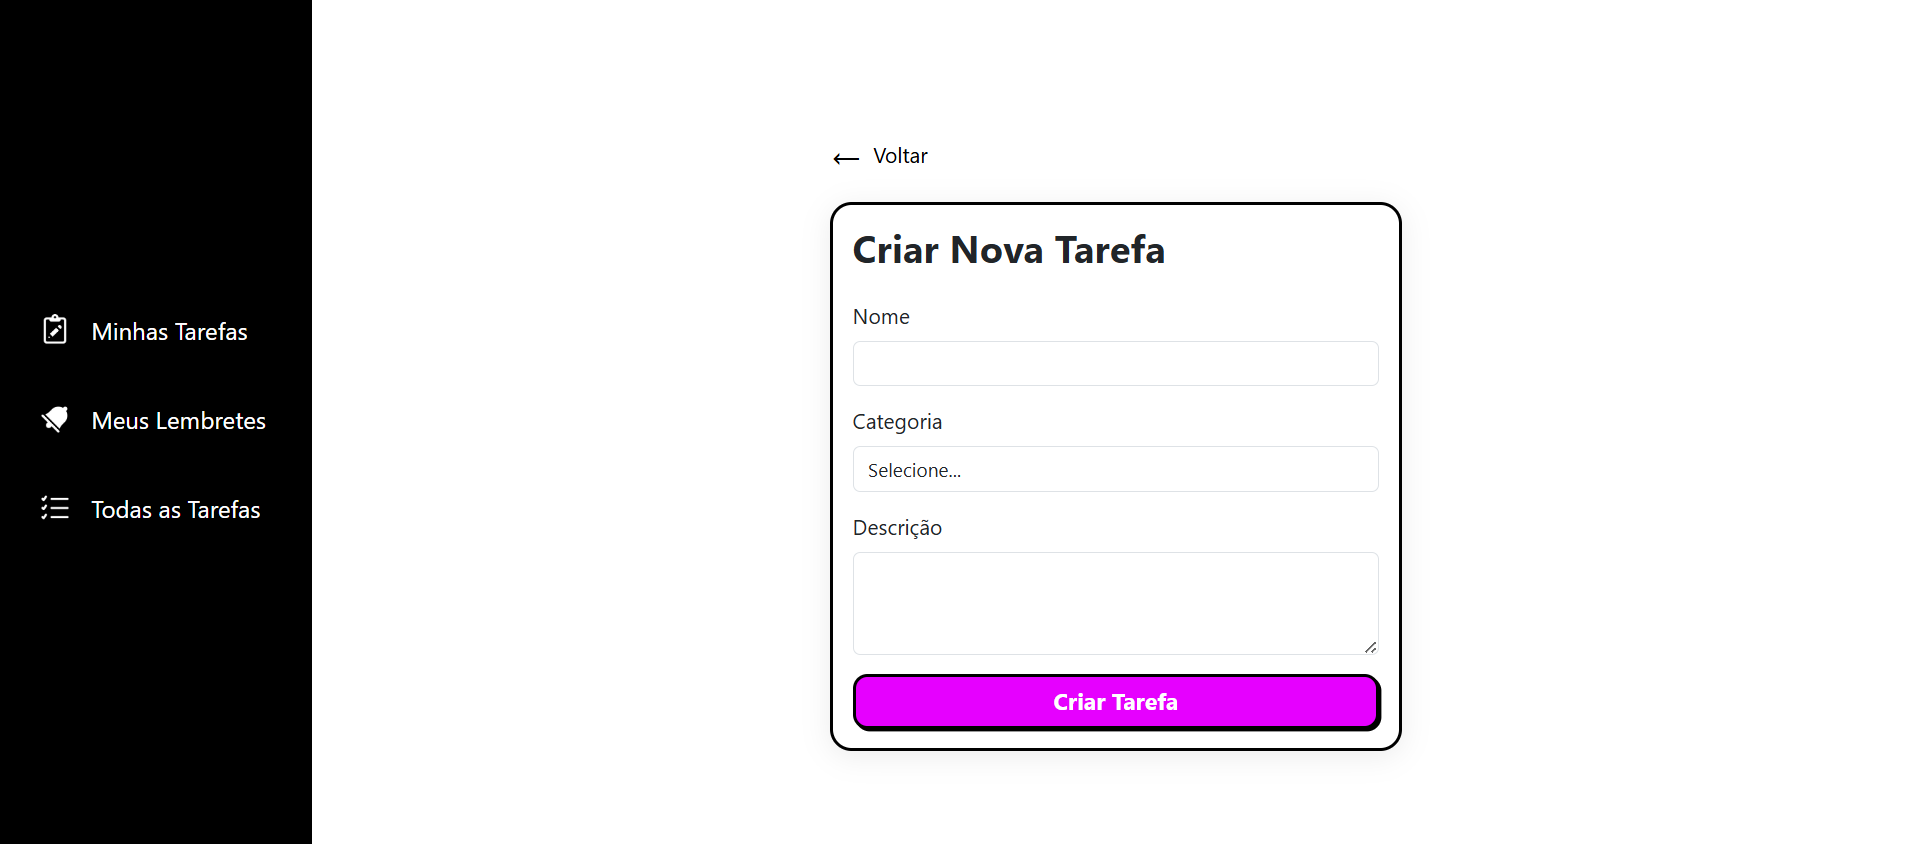 Minhas Tarefas
Meus Lembretes
Todas as Tarefas
Voltar
Criar Nova Tarefa
Nome
Categoria
Selecione...
Descrição
Criar Tarefa